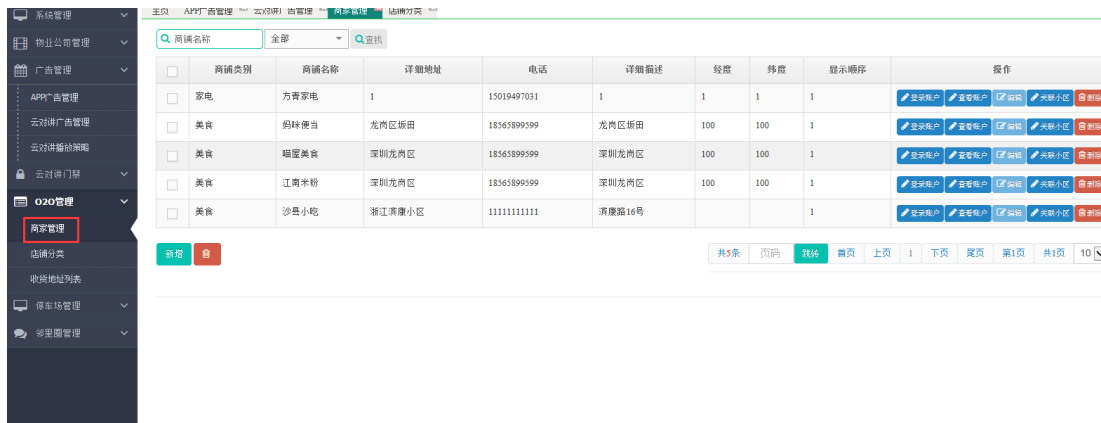 系统管理
物业公司管理
广告管理
APP广告管理
云对讲广告管理
云对讲播放策略
云对讲门禁
O2O管理
商家管理
店铺分类
收货地址列表
停车场管理
邻里圈管理
主页 APP广告管理 云对讲广告管理 商家管理 店铺分类
商铺名称 全部 查找
商铺类别 商铺名称 详细地址 电话 详细描述 经度 纬度 显示顺序 操作
家电 方青家电 1 15019497031 1 1 1 1 登录账户 查看账户 编辑 关联小区 删除
美食 妈味便当 龙岗区坂田 18565899599 龙岗区坂田 100 100 1 登录账户 查看账户 编辑 关联小区 删除
美食 喵屋美食 深圳龙岗区 18565899599 深圳龙岗区 100 100 1 登录账户 查看账户 编辑 关联小区 删除
美食 江南米粉 深圳龙岗区 18565899599 深圳龙岗区 100 100 1 登录账户 查看账户 编辑 关联小区 删除
美食 沙县小吃 浙江滨康小区 11111111111 滨康路16号 1 登录账户 查看账户 编辑 关联小区 删除
新增 共5条 页码 跳转 首页 上页 1 下页 尾页 第1页 共1页 10